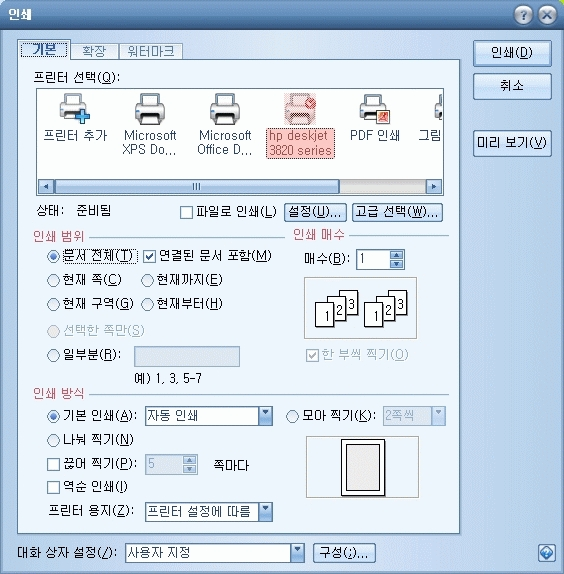 인쇄
기본 확장 워터마크
인쇄(D)
프린터 선택(Q):
취소
프린터 추가 Microsoft XPS Do... Microsoft Office D... hp deskjet 3820 series PDF 인쇄 그림
미리 보기(V)
상태: 준비됨 파일로 인쇄(L) 설정(U)... 고급 선택(W)...
인쇄 범위 인쇄 매수
문서 전체(T) 연결된 문서 포함(M) 매수(B): 1
현재 쪽(C) 현재까지(E)
현재 구역(G) 현재부터(H)
1 2 3 1 2 3
선택한 쪽만(S)
일부분(R): 한 부씩 찍기(O)
예) 1, 3, 5-7
인쇄 방식
기본 인쇄(A): 자동 인쇄 모아 찍기(K): 2쪽씩
나눠 찍기(N)
끊어 찍기(P): 5 쪽마다
역순 인쇄(I)
프린터 용지(Z): 프린터 설정에 따름
대화 상자 설정(/): 사용자 지정 구성(;)...